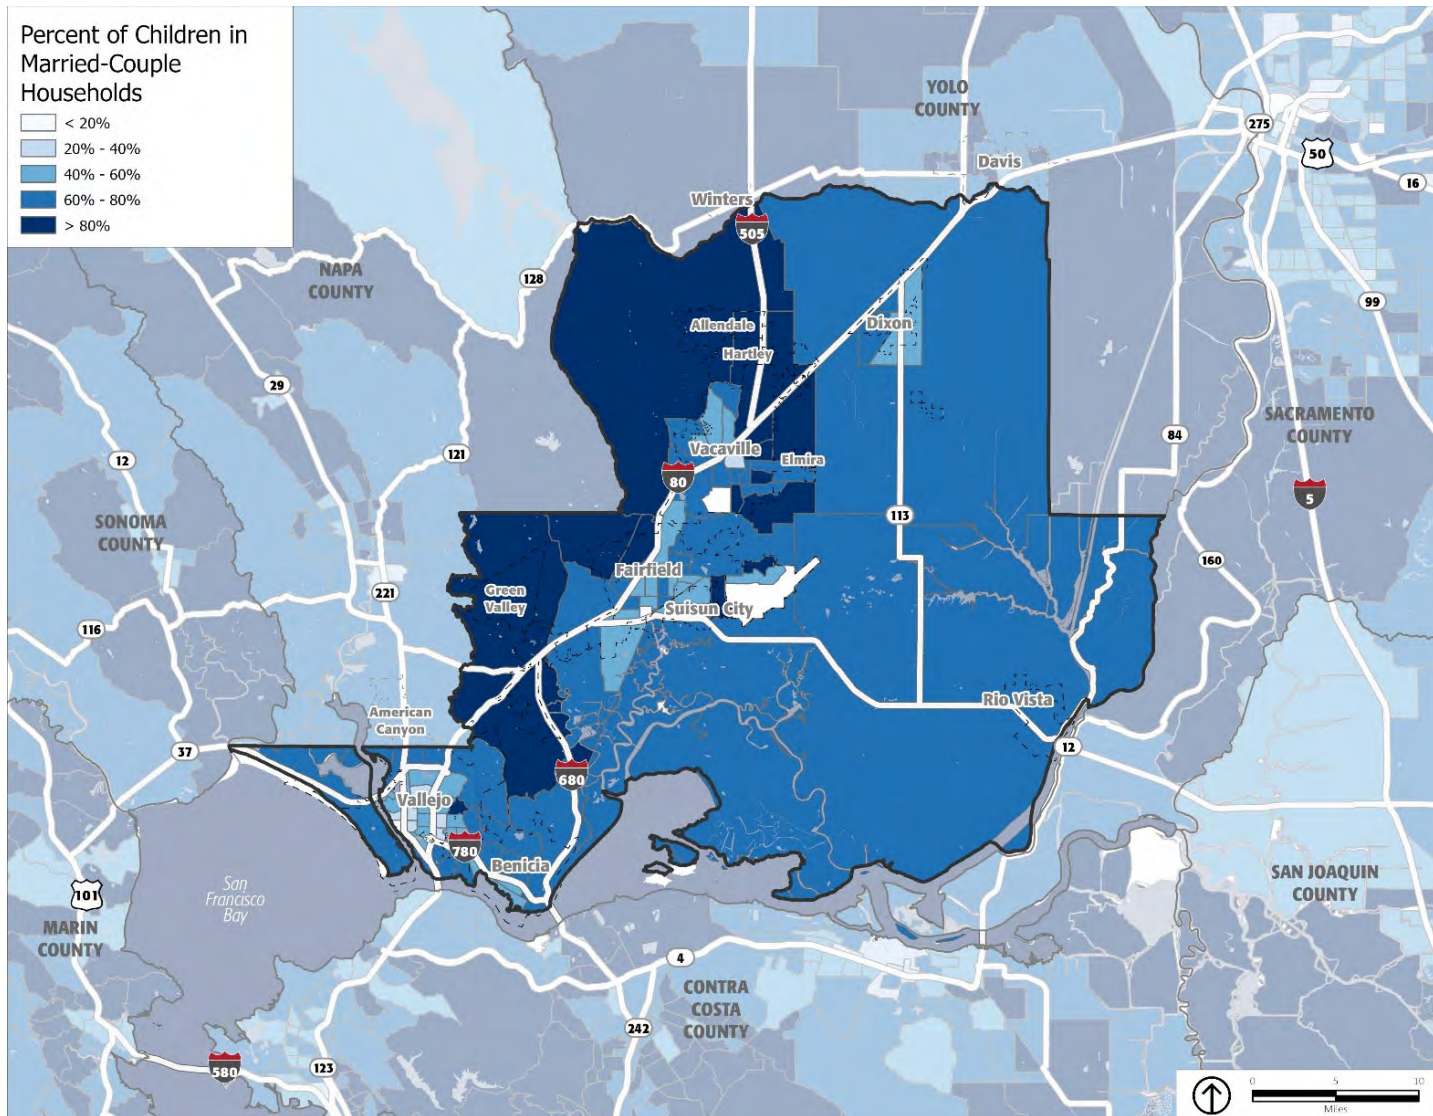 Percent of Children in
Married-Couple
Households
< 20%
20% - 40%
40% - 60%
60% - 80%
> 80%
YOLO
COUNTY
275
50
Davis
16
Winters
505
NAPA
COUNTY
128
99
Allendale
Dixon
Hartley
29
SACRAMENTO
COUNTY
84
12
121
Vacaville
Elmira
80
5
SONOMA
COUNTY
113
160
Fairfield
Green
Valley
221
Suisun City
116
Rio Vista
American
Canyon
37
12
680
Vallejo
780
Benicia
San
Francisco
Bay
101
MARIN
COUNTY
SAN JOAQUIN
COUNTY
4
CONTRA
COSTA
COUNTY
242
580
123
0 5 10
Miles